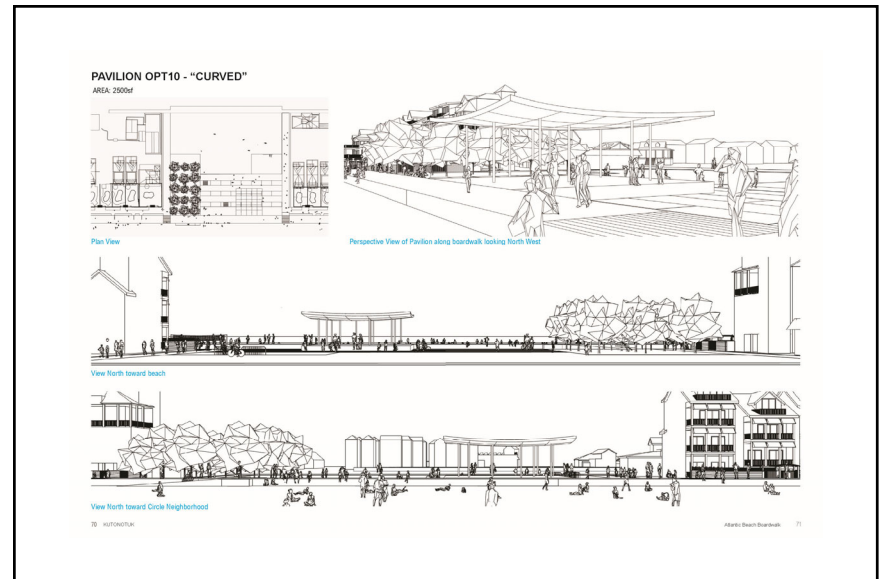 PAVILION OPT10 - “CURVED”
AREA: 2500sf
Plan View
Perspective View of Pavilion along boardwalk looking North West
View North toward beach
View North toward Circle Neighborhood
70 KUTONOTUK
Atlantic Beach Boardwalk 71